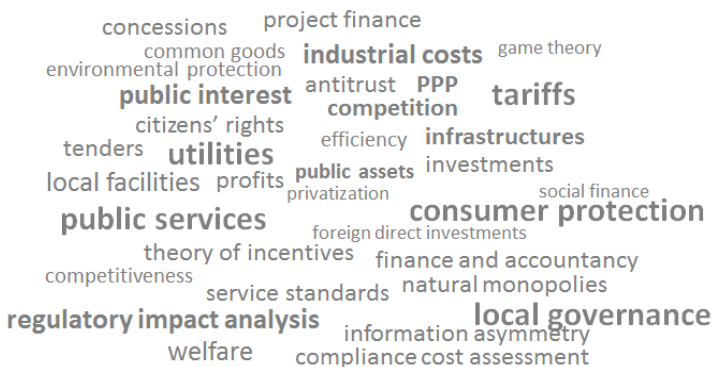 concessions
project finance
common goods
industrial costs
game theory
environmental protection
antitrust
PPP
public interest
competition
tariffs
citizens’ rights
efficiency
infrastructures
tenders
utilities
public assets
investments
local facilities
profits
privatization
social finance
public services
consumer protection
foreign direct investments
theory of incentives
finance and accountancy
competitiveness
service standards
natural monopolies
regulatory impact analysis
local governance
information asymmetry
welfare
compliance cost assessment